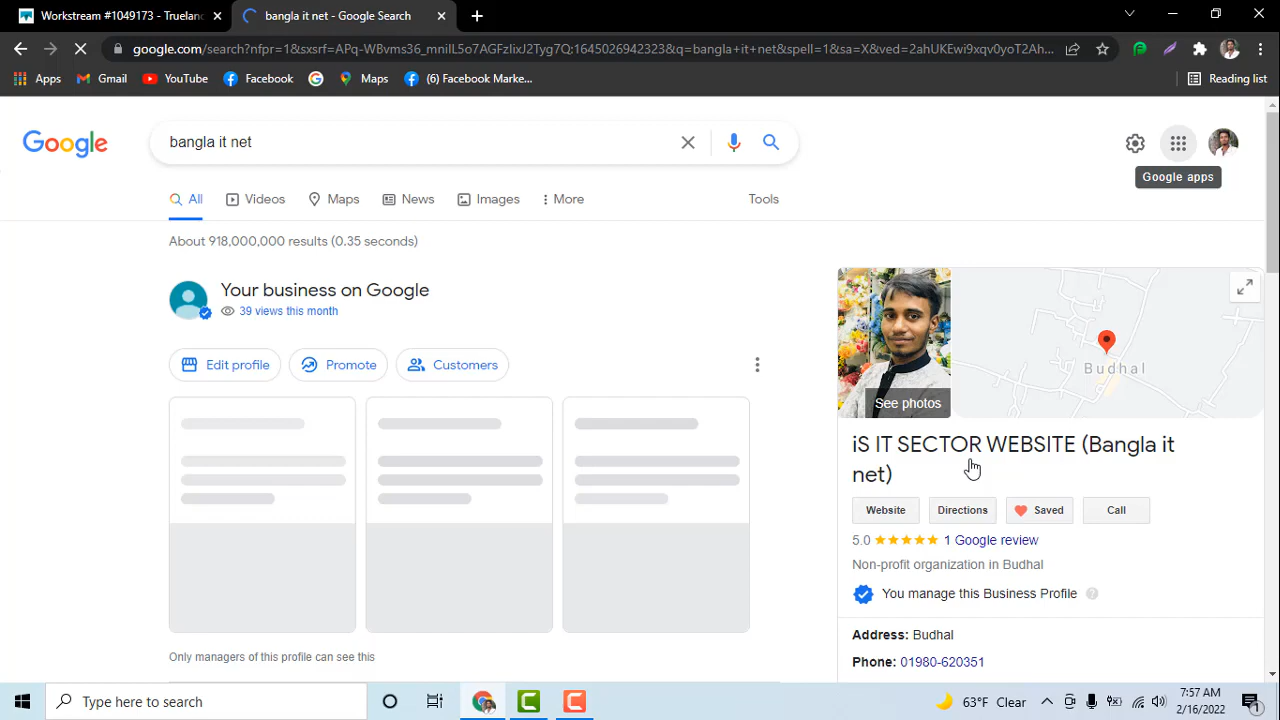 Workstream #1049173 - Truelanc
bangla it net - Google Search
google.com/search?nfpr=1&sxsrf=APq-WBvms36_mniIL5o7AGFzIixJ2Tyg7Q:1645026942323&q=bangla+it+net&spell=1&sa=X&ved=2ahUKEwi9xqv0yoT2Ah...
Apps
Gmail
YouTube
Facebook
Maps
(6) Facebook Marke...
Reading list
Google
bangla it net
Google apps
All
Videos
Maps
News
Images
More
Tools
About 918,000,000 results (0.35 seconds)
Your business on Google
39 views this month
Edit profile
Promote
Customers
Only managers of this profile can see this
See photos
Budhal
iS IT SECTOR WEBSITE (Bangla it
net)
Website
Directions
Saved
Call
5.0 1 Google review
Non-profit organization in Budhal
You manage this Business Profile
Address: Budhal
Phone: 01980-620351
Type here to search
63°F Clear
7:57 AM
2/16/2022
1